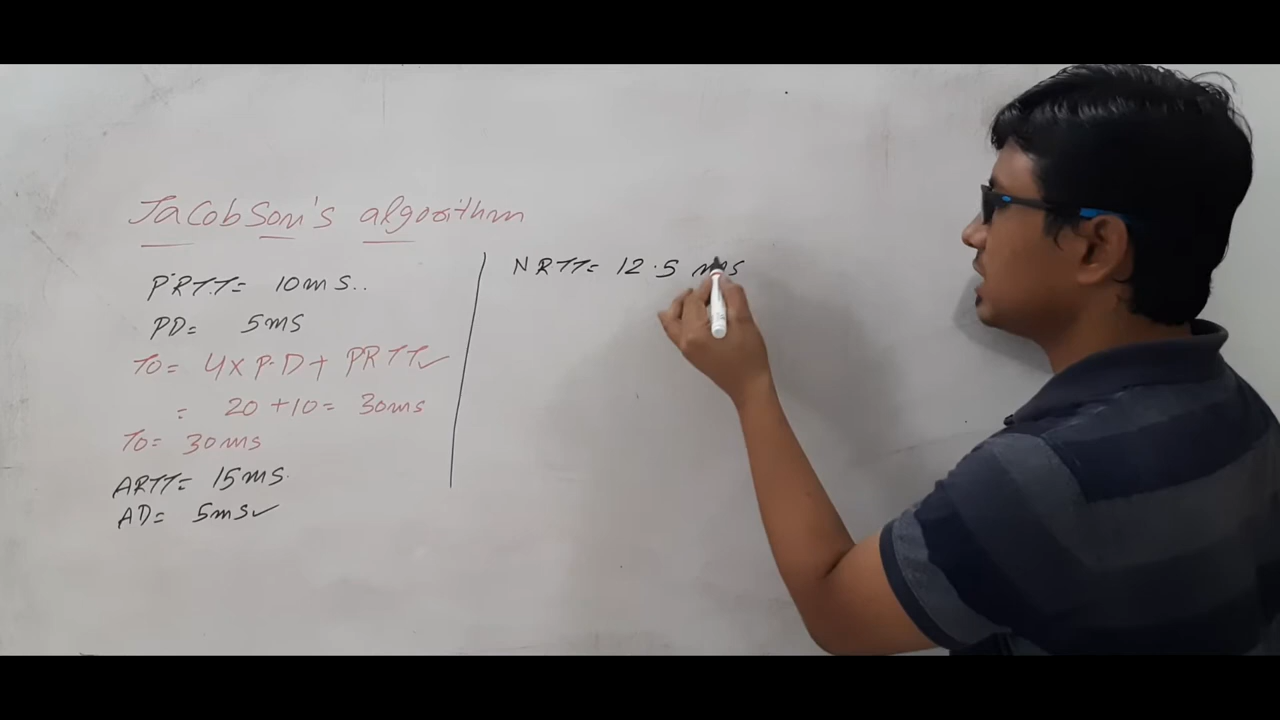 Jacobson's algorithm
PRTT= 10ms..
PD= 5ms
TO= 4x P.D+ PRTT✓
= 20 +10= 30ms
TO= 30ms
ARTT= 15ms.
AD= 5ms✓
NRTT= 12.5 ms